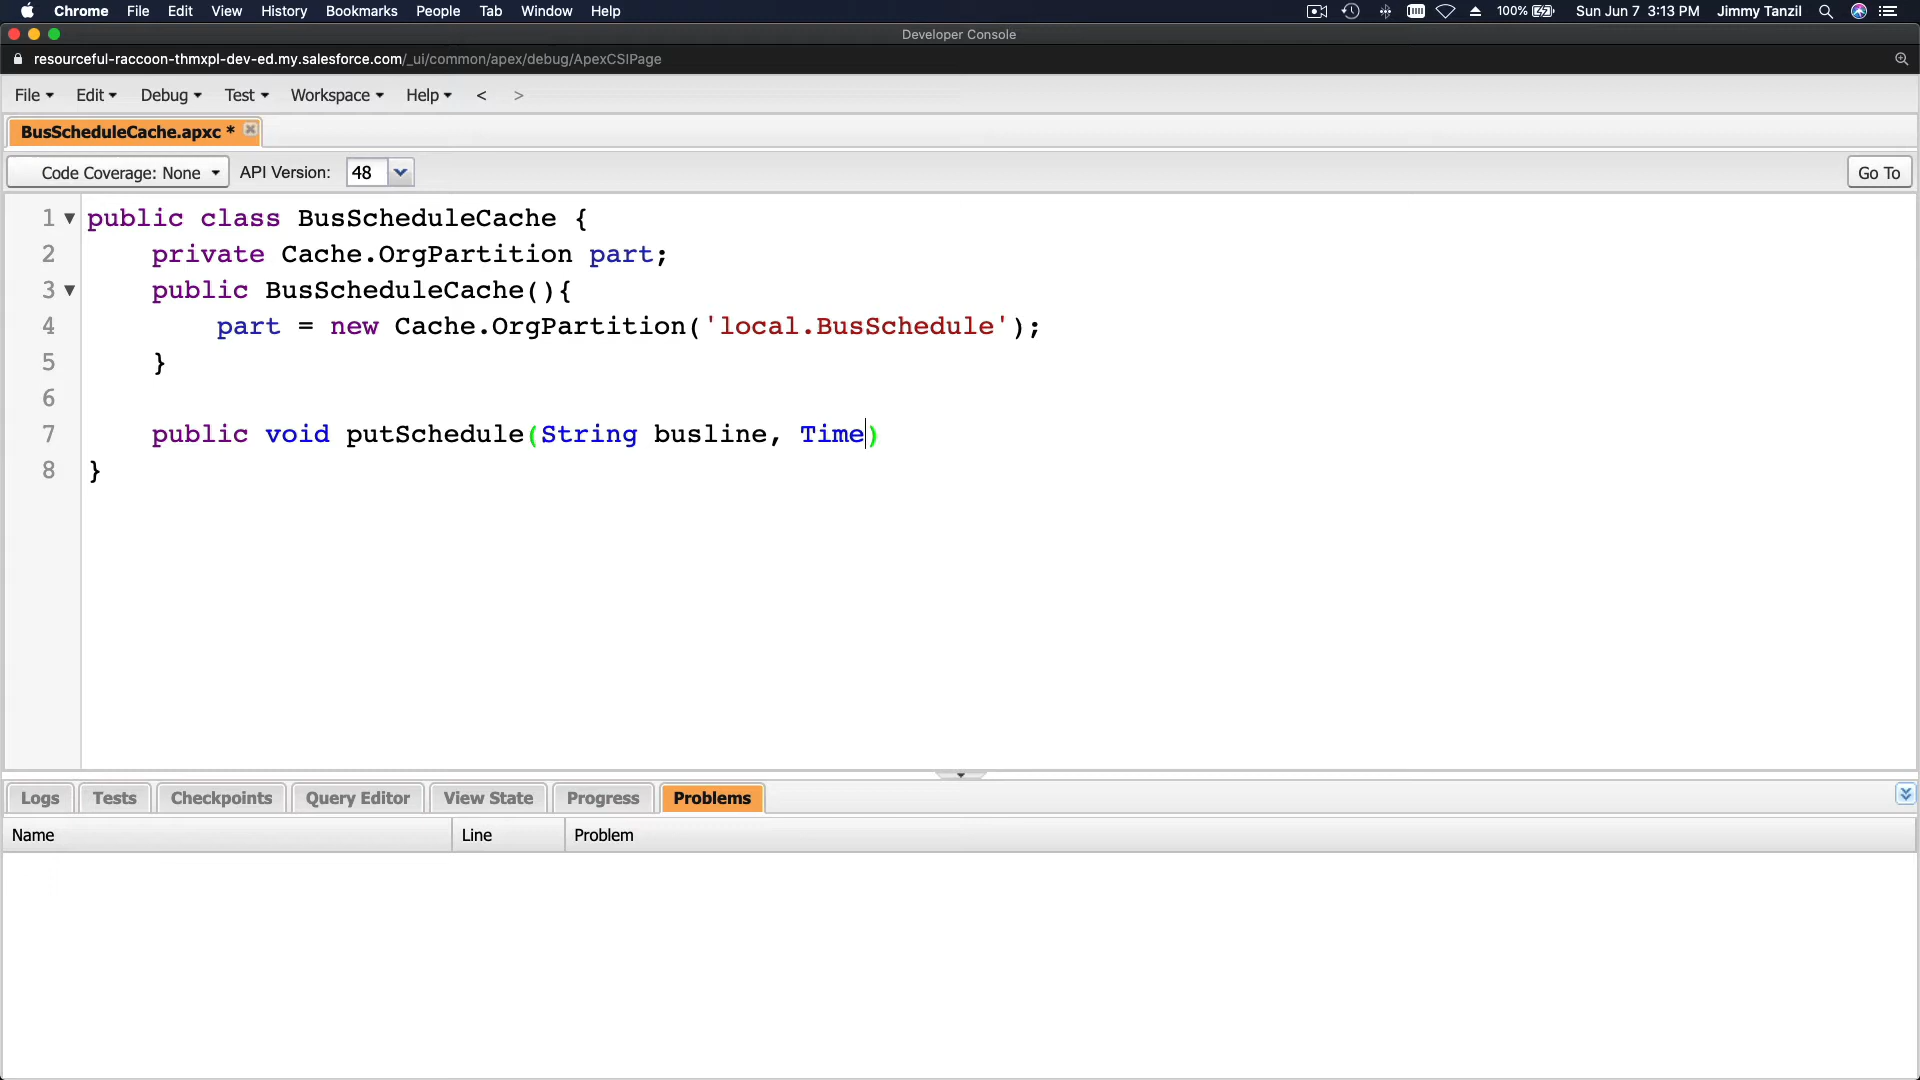 Chrome File Edit View History Bookmarks People Tab Window Help 100% Sun Jun 7 3:13 PM Jimmy Tanzil
Developer Console
resourceful-raccoon-thmxpl-dev-ed.my.salesforce.com/_ui/common/apex/debug/ApexCSIPage
File Edit Debug Test Workspace Help < >
BusScheduleCache.apxc *
Code Coverage: None API Version: 48 Go To
1 public class BusScheduleCache {
2 private Cache.OrgPartition part;
3 public BusScheduleCache(){
4 part = new Cache.OrgPartition('local.BusSchedule');
5 }
6
7 public void putSchedule(String busline, Time)
8 }
Logs Tests Checkpoints Query Editor View State Progress Problems
Name Line Problem